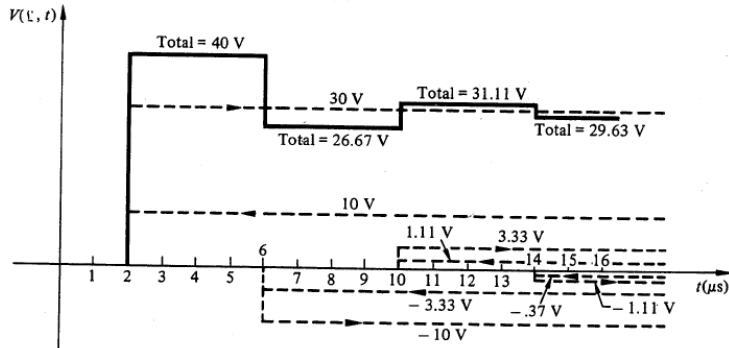 V(ℓ, t)
Total = 40 V
30 V
Total = 31.11 V
Total = 26.67 V
Total = 29.63 V
10 V
1.11 V
3.33 V
1 2 3 4 5 6 7 8 9 10 11 12 13 14 15 16
t(μs)
− 3.33 V
− .37 V
− 1.11 V
− 10 V